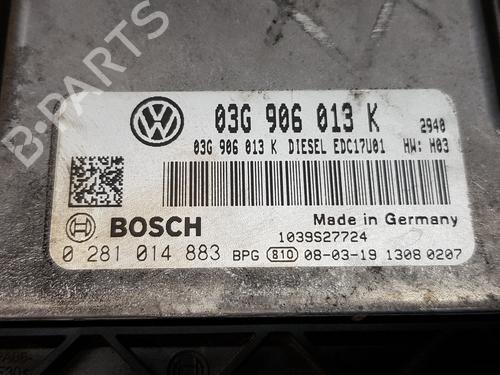 B-PARTS
03G 906 013 K 2940
03G 906 013 K DIESEL EDC17U01 HW: H03
BOSCH
Made in Germany
1039S27724
0 281 014 883 BPG 810 08-03-19 1308 0207